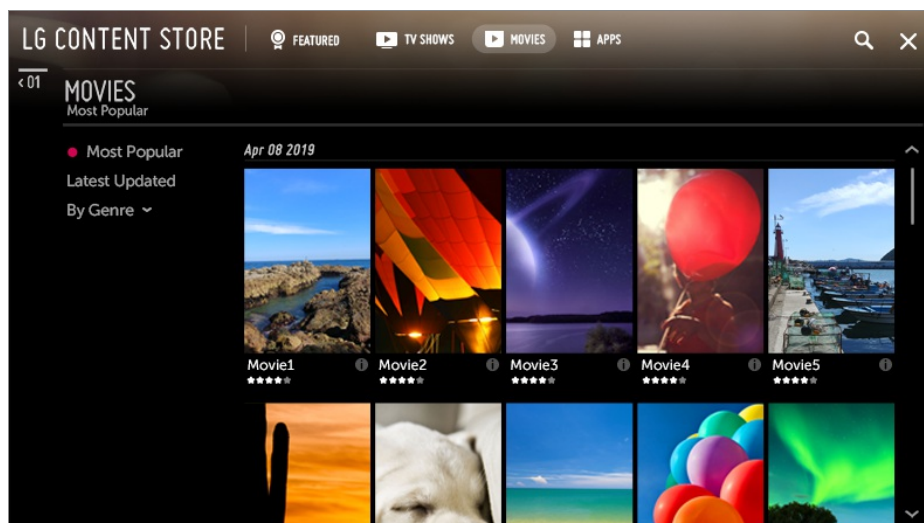 LG CONTENT STORE FEATURED TV SHOWS MOVIES APPS
<01
MOVIES
Most Popular
Most Popular
Latest Updated
By Genre
Apr 08 2019
Movie1 Movie2 Movie3 Movie4 Movie5